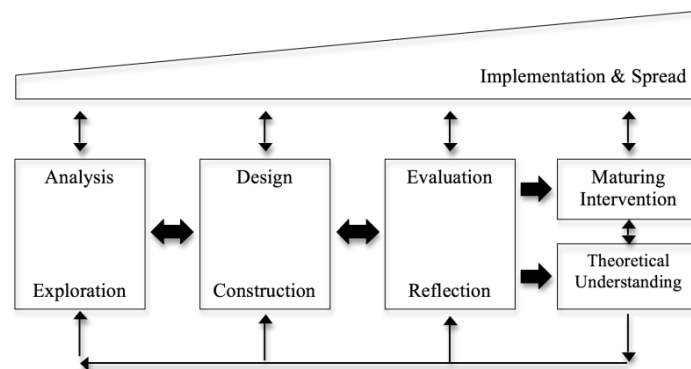 Implementation & Spread
Analysis
Exploration
Design
Construction
Evaluation
Reflection
Maturing
Intervention
Theoretical
Understanding